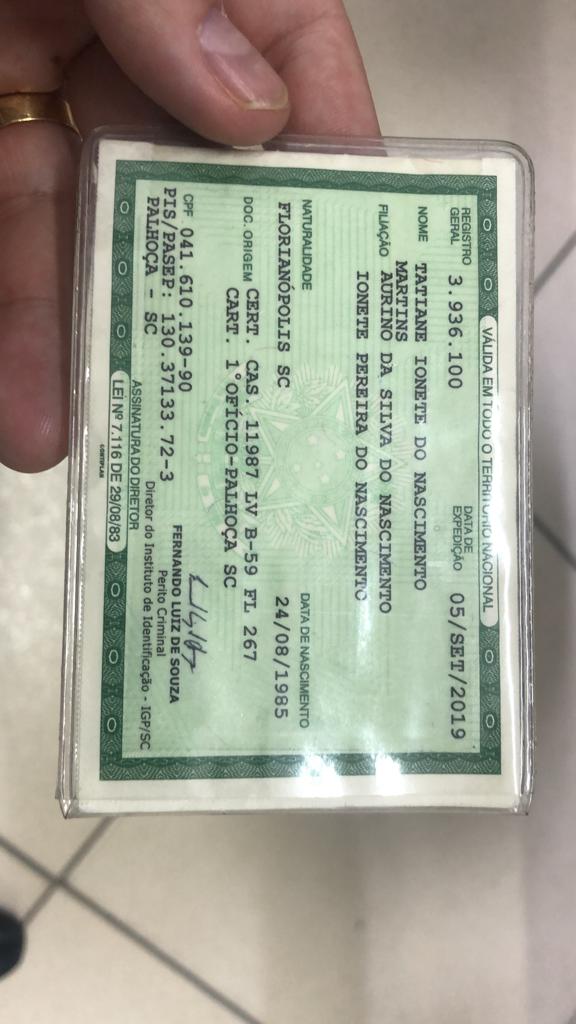 VÁLIDA EM TODO O TERRITÓRIO NACIONAL
REGISTRO GERAL 3.936.100 DATA DE EXPEDIÇÃO 05/SET/2019
NOME TATIANE IONETE DO NASCIMENTO
MARTINS
FILIAÇÃO AURINO DA SILVA DO NASCIMENTO
IONETE PEREIRA DO NASCIMENTO
NATURALIDADE DATA DE NASCIMENTO
FLORIANÓPOLIS SC 24/08/1985
DOC. ORIGEM CERT. CAS. 11987 LV B-59 FL 267
CART. 1°OFÍCIO-PALHOÇA SC
CPF 041.610.139-90
PIS/PASEP: 130.37133.72-3
PALHOÇA - SC
FERNANDO LUIZ DE SOUZA
Perito Criminal
Diretor do Instituto de Identificação - IGP/SC
ASSINATURA DO DIRETOR
LEI Nº 7.116 DE 29/08/83